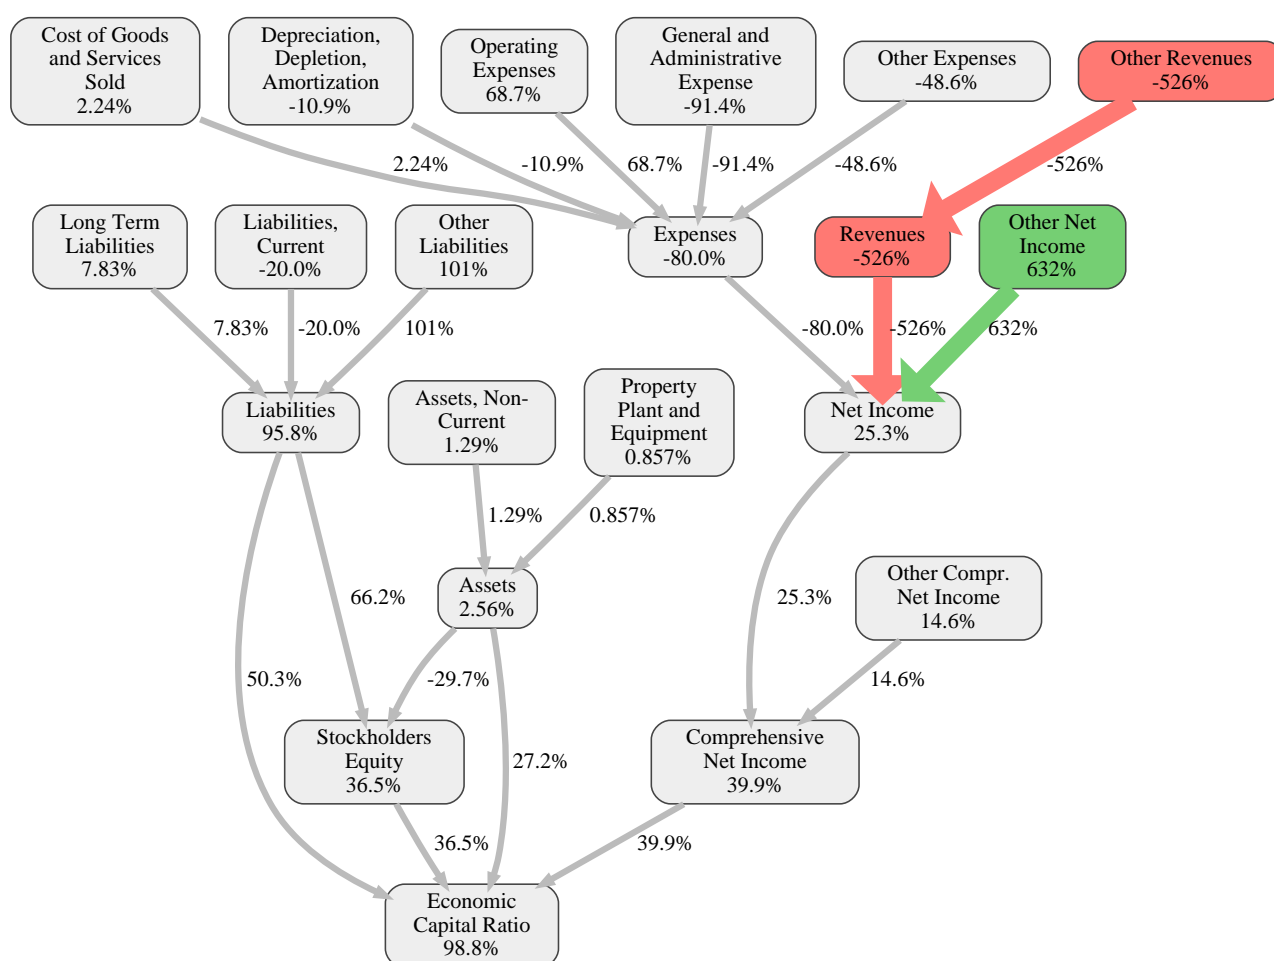 Cost of Goods
and Services
Sold
2.24%
Depreciation,
Depletion,
Amortization
-10.9%
Operating
Expenses
68.7%
General and
Administrative
Expense
-91.4%
Other Expenses
-48.6%
Other Revenues
-526%
2.24%
-10.9%
68.7%
-91.4%
-48.6%
-526%
Long Term
Liabilities
7.83%
Liabilities,
Current
-20.0%
Other
Liabilities
101%
Expenses
-80.0%
Revenues
-526%
Other Net
Income
632%
7.83%
-20.0%
101%
-80.0%
-526%
632%
Liabilities
95.8%
Assets, Non-
Current
1.29%
Property
Plant and
Equipment
0.857%
Net Income
25.3%
1.29%
0.857%
Assets
2.56%
Other Compr.
Net Income
14.6%
66.2%
25.3%
50.3%
-29.7%
14.6%
Stockholders
Equity
36.5%
27.2%
Comprehensive
Net Income
39.9%
36.5%
39.9%
Economic
Capital Ratio
98.8%